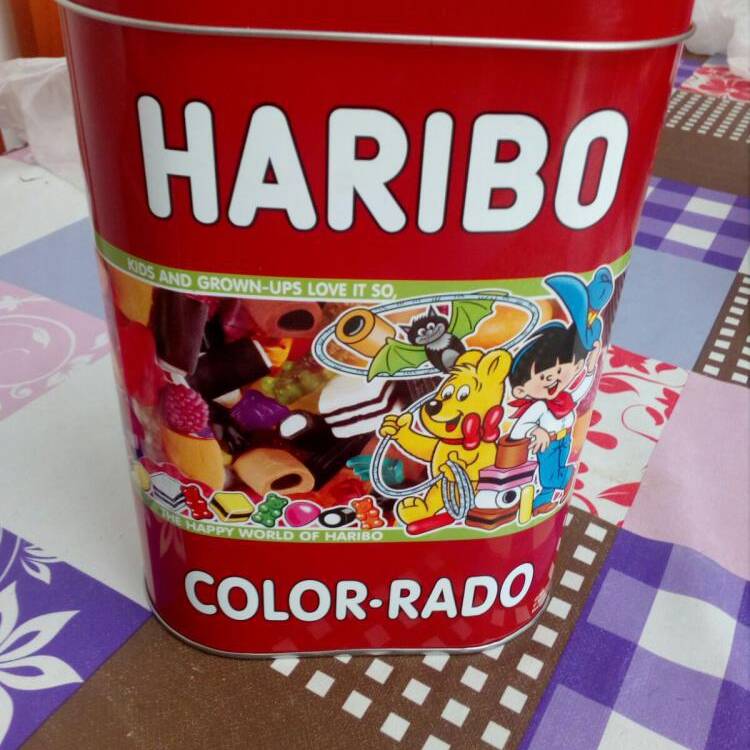 HARIBO
KIDS AND GROWN-UPS LOVE IT SO,
THE HAPPY WORLD OF HARIBO
COLOR-RADO